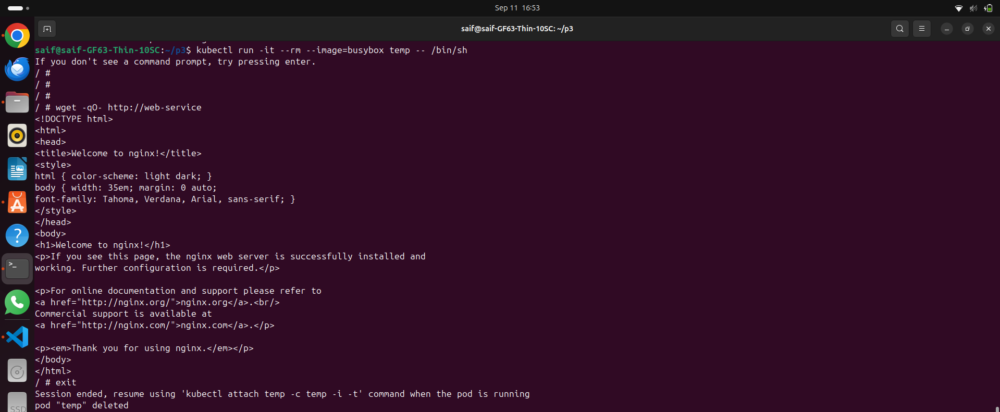 Sep 11 16:53
saif@saif-GF63-Thin-10SC: ~/p3
saif@saif-GF63-Thin-10SC:~/p3$ kubectl run -it --rm --image=busybox temp -- /bin/sh
If you don't see a command prompt, try pressing enter.
/ #
/ #
/ #
/ # wget -qO- http://web-service
<!DOCTYPE html>
<html>
<head>
<title>Welcome to nginx!</title>
<style>
html { color-scheme: light dark; }
body { width: 35em; margin: 0 auto;
font-family: Tahoma, Verdana, Arial, sans-serif; }
</style>
</head>
<body>
<h1>Welcome to nginx!</h1>
<p>If you see this page, the nginx web server is successfully installed and
working. Further configuration is required.</p>
<p>For online documentation and support please refer to
<a href="http://nginx.org/">nginx.org</a>.<br/>
Commercial support is available at
<a href="http://nginx.com/">nginx.com</a>.</p>
<p><em>Thank you for using nginx.</em></p>
</body>
</html>
/ # exit
Session ended, resume using 'kubectl attach temp -c temp -i -t' command when the pod is running
pod "temp" deleted
SSD